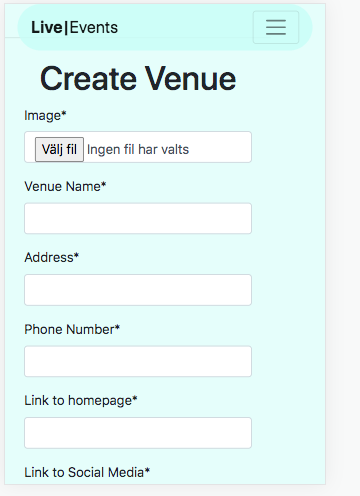 Live|Events
Create Venue
Image*
Välj fil Ingen fil har valts
Venue Name*
Address*
Phone Number*
Link to homepage*
Link to Social Media*